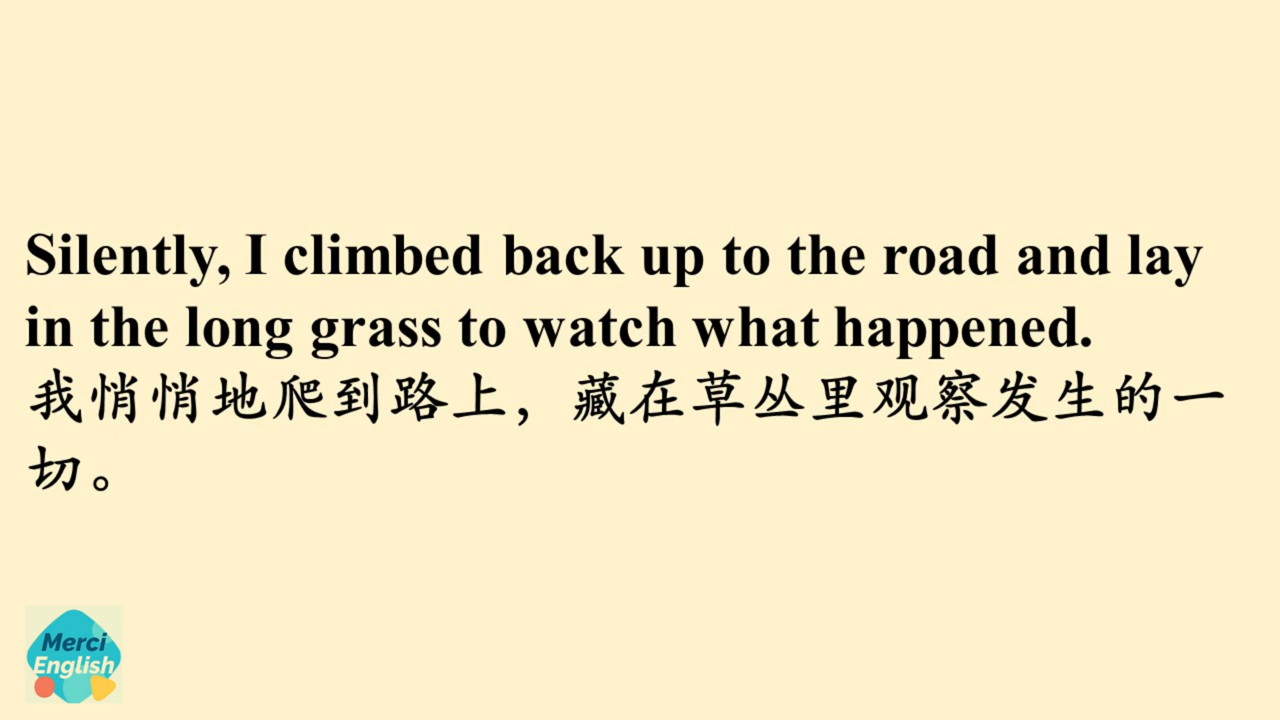 Silently, I climbed back up to the road and lay
in the long grass to watch what happened.
我悄悄地爬到路上，藏在草丛里观察发生的一
切。
Merci
English